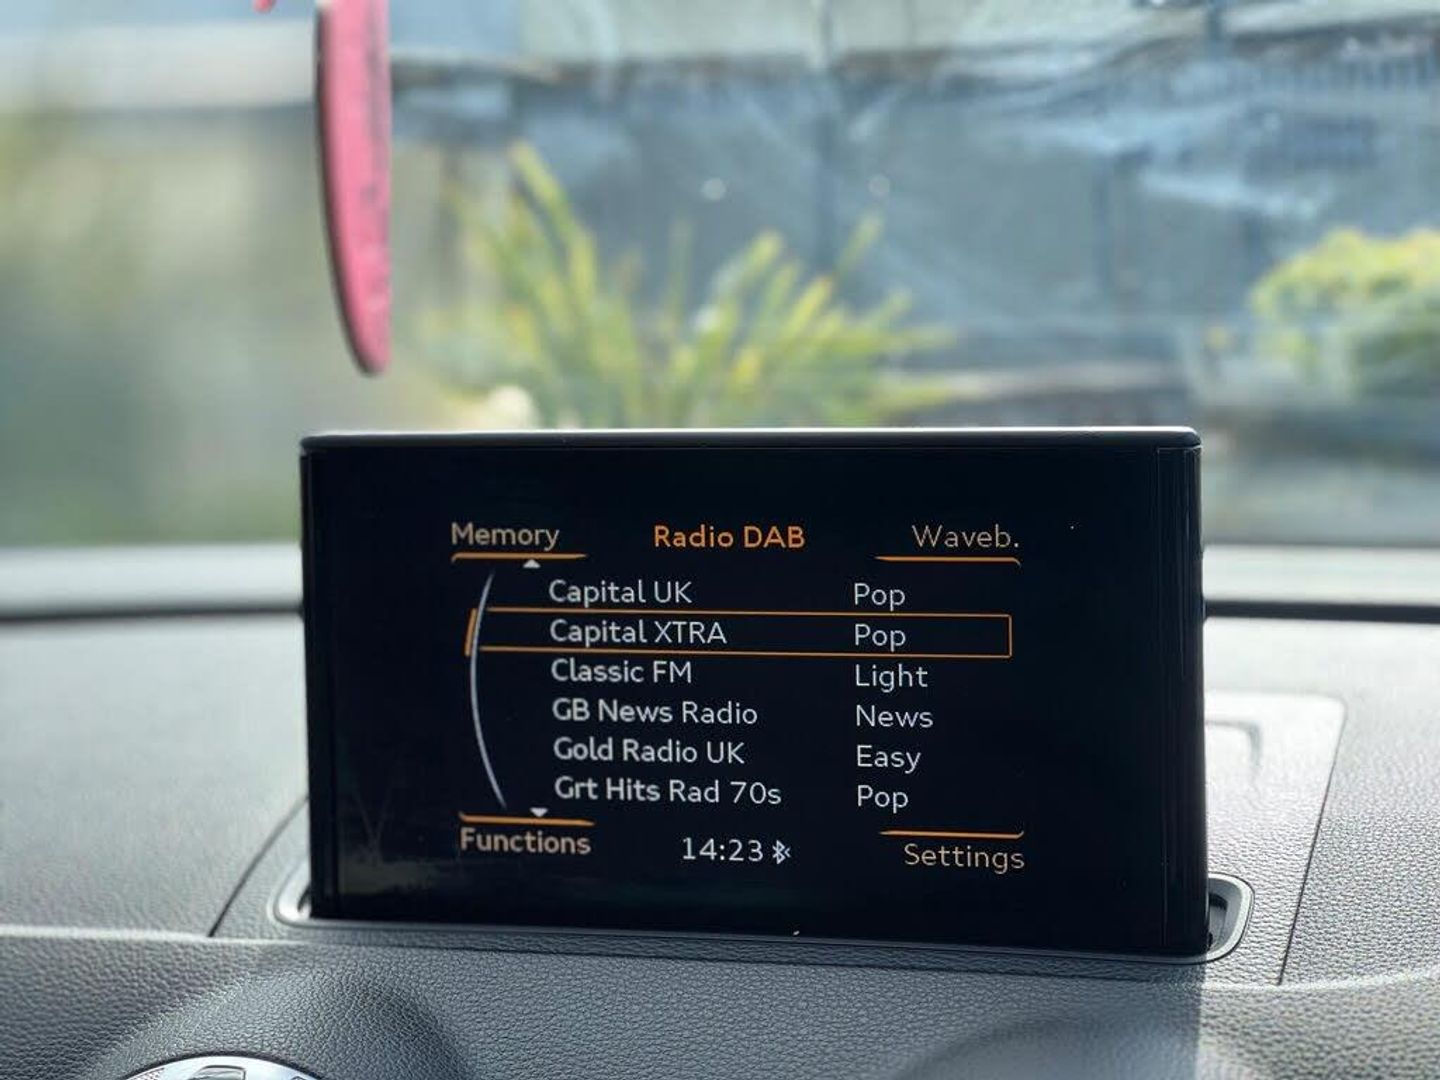 Memory Radio DAB Waveb.
Capital UK Pop
Capital XTRA Pop
Classic FM Light
GB News Radio News
Gold Radio UK Easy
Grt Hits Rad 70s Pop
Functions 14:23 Settings